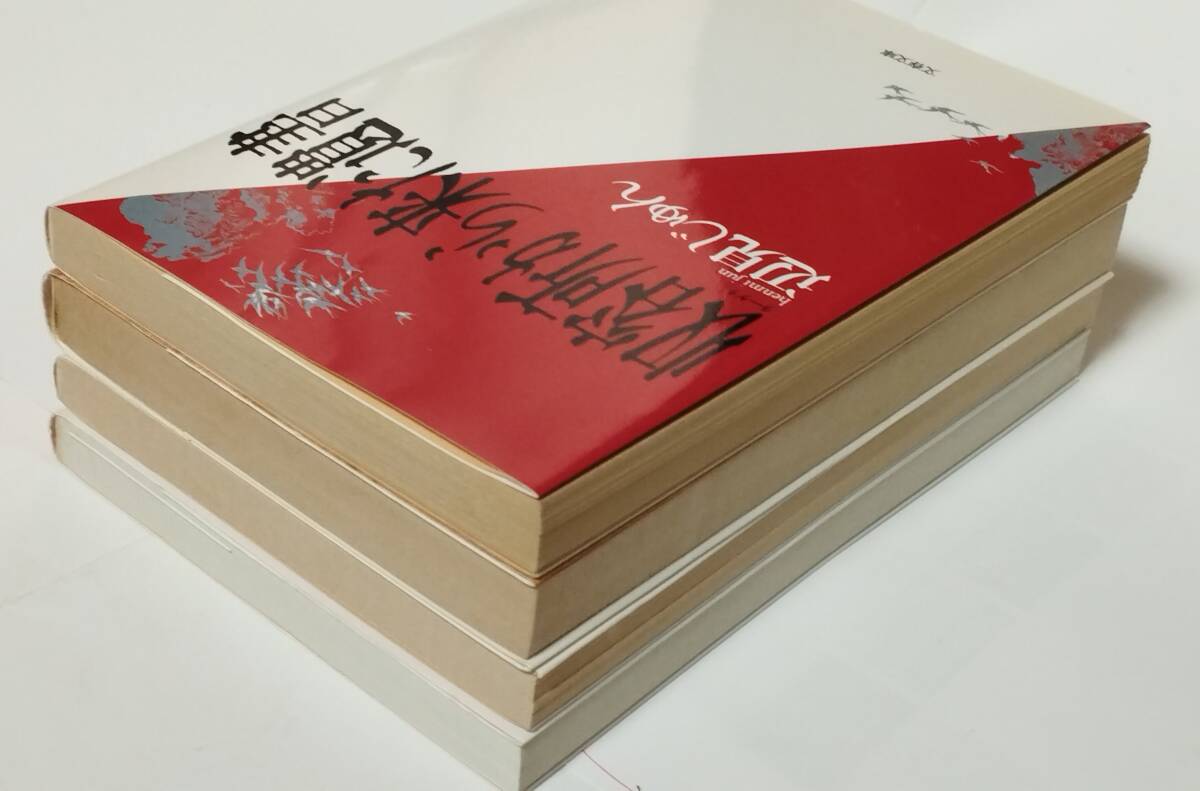 収容所から来た遺書
辺見じゅん
henmi jun
文春文庫